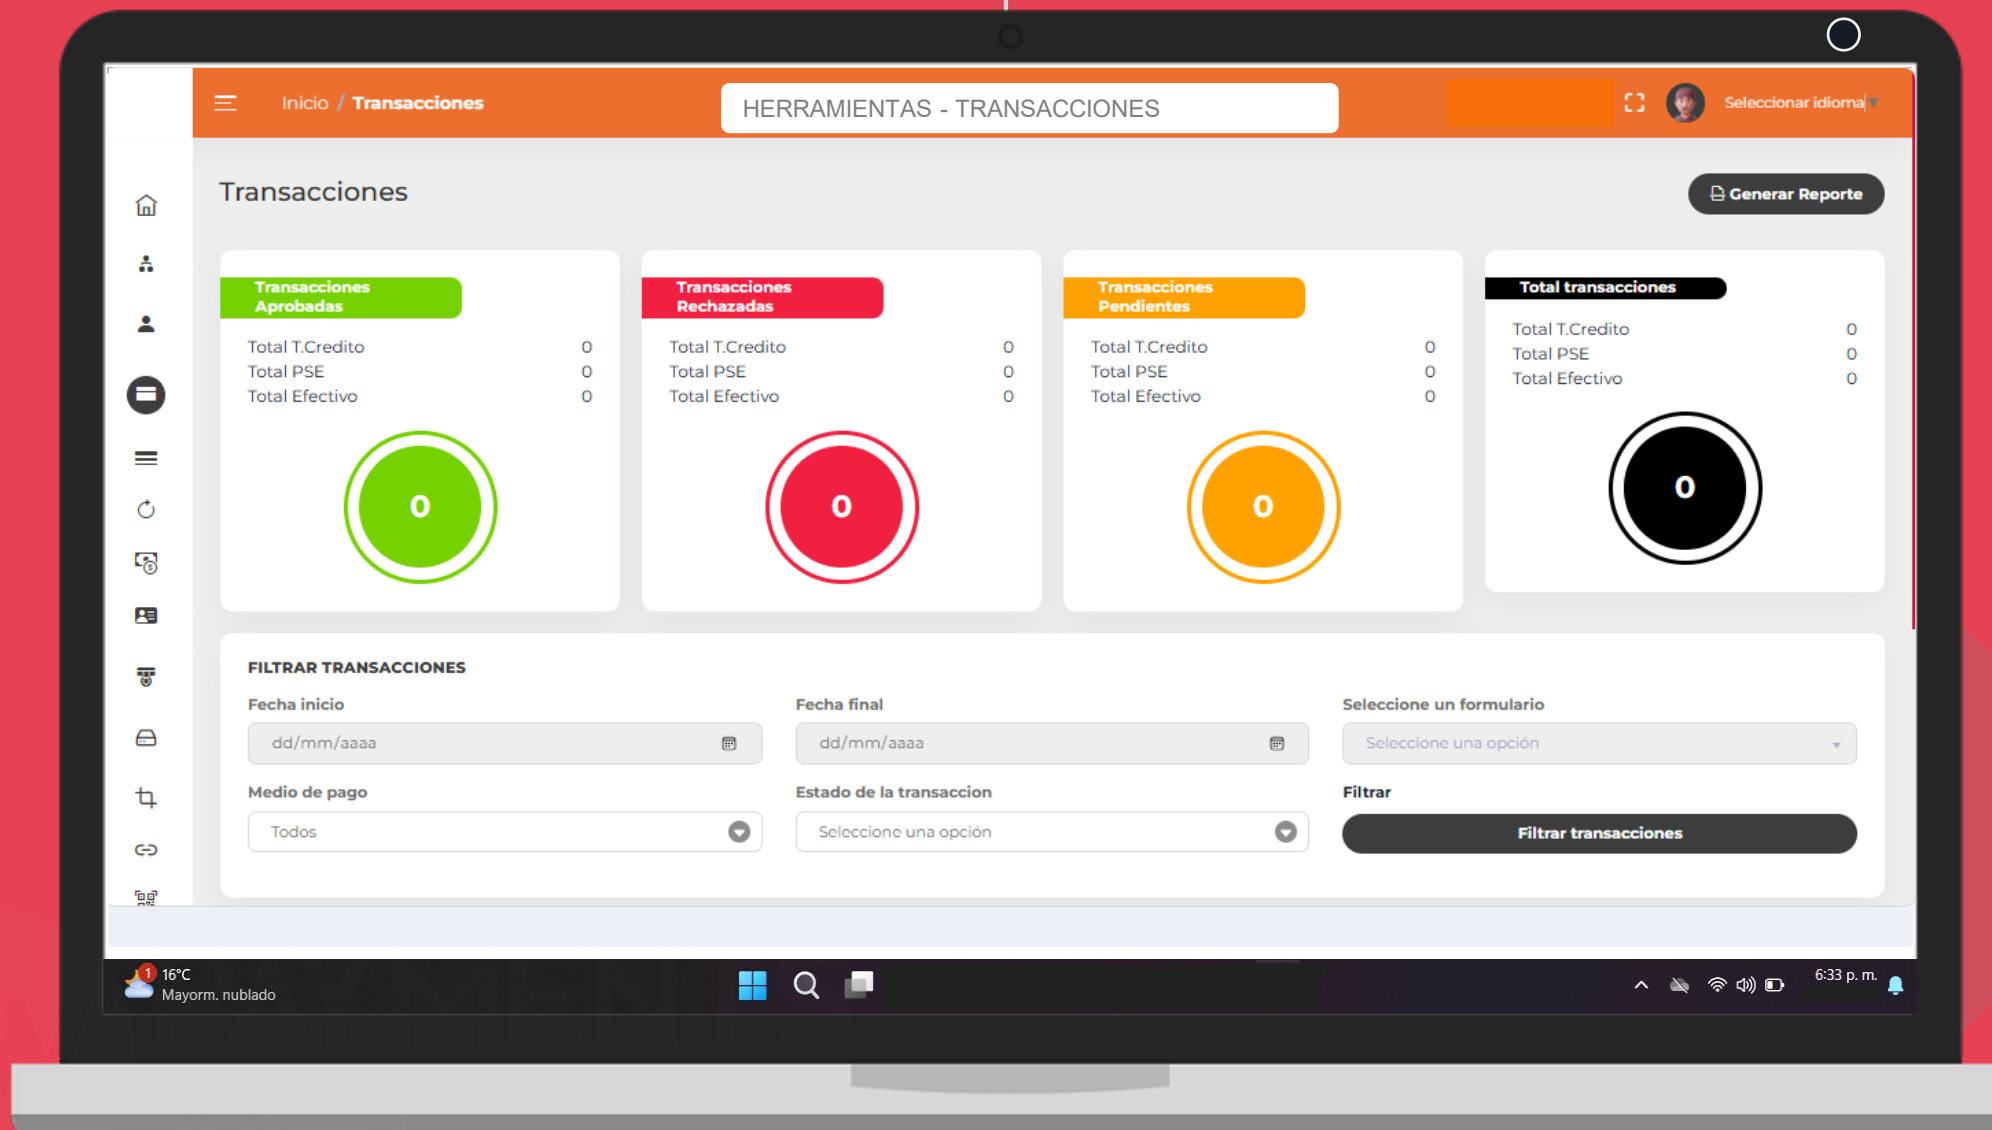 Inicio / Transacciones
HERRAMIENTAS - TRANSACCIONES
Seleccionar idioma
Transacciones
Generar Reporte
Transacciones
Aprobadas
Total T.Credito 0
Total PSE 0
Total Efectivo 0
0
Transacciones
Rechazadas
Total T.Credito 0
Total PSE 0
Total Efectivo 0
0
Transacciones
Pendientes
Total T.Credito 0
Total PSE 0
Total Efectivo 0
0
Total transacciones
Total T.Credito 0
Total PSE 0
Total Efectivo 0
0
FILTRAR TRANSACCIONES
Fecha inicio
dd/mm/aaaa
Fecha final
dd/mm/aaaa
Seleccione un formulario
Seleccione una opción
Medio de pago
Todos
Estado de la transaccion
Seleccione una opción
Filtrar
Filtrar transacciones
1
16°C
Mayorm. nublado
6:33 p. m.
PAYMENTS